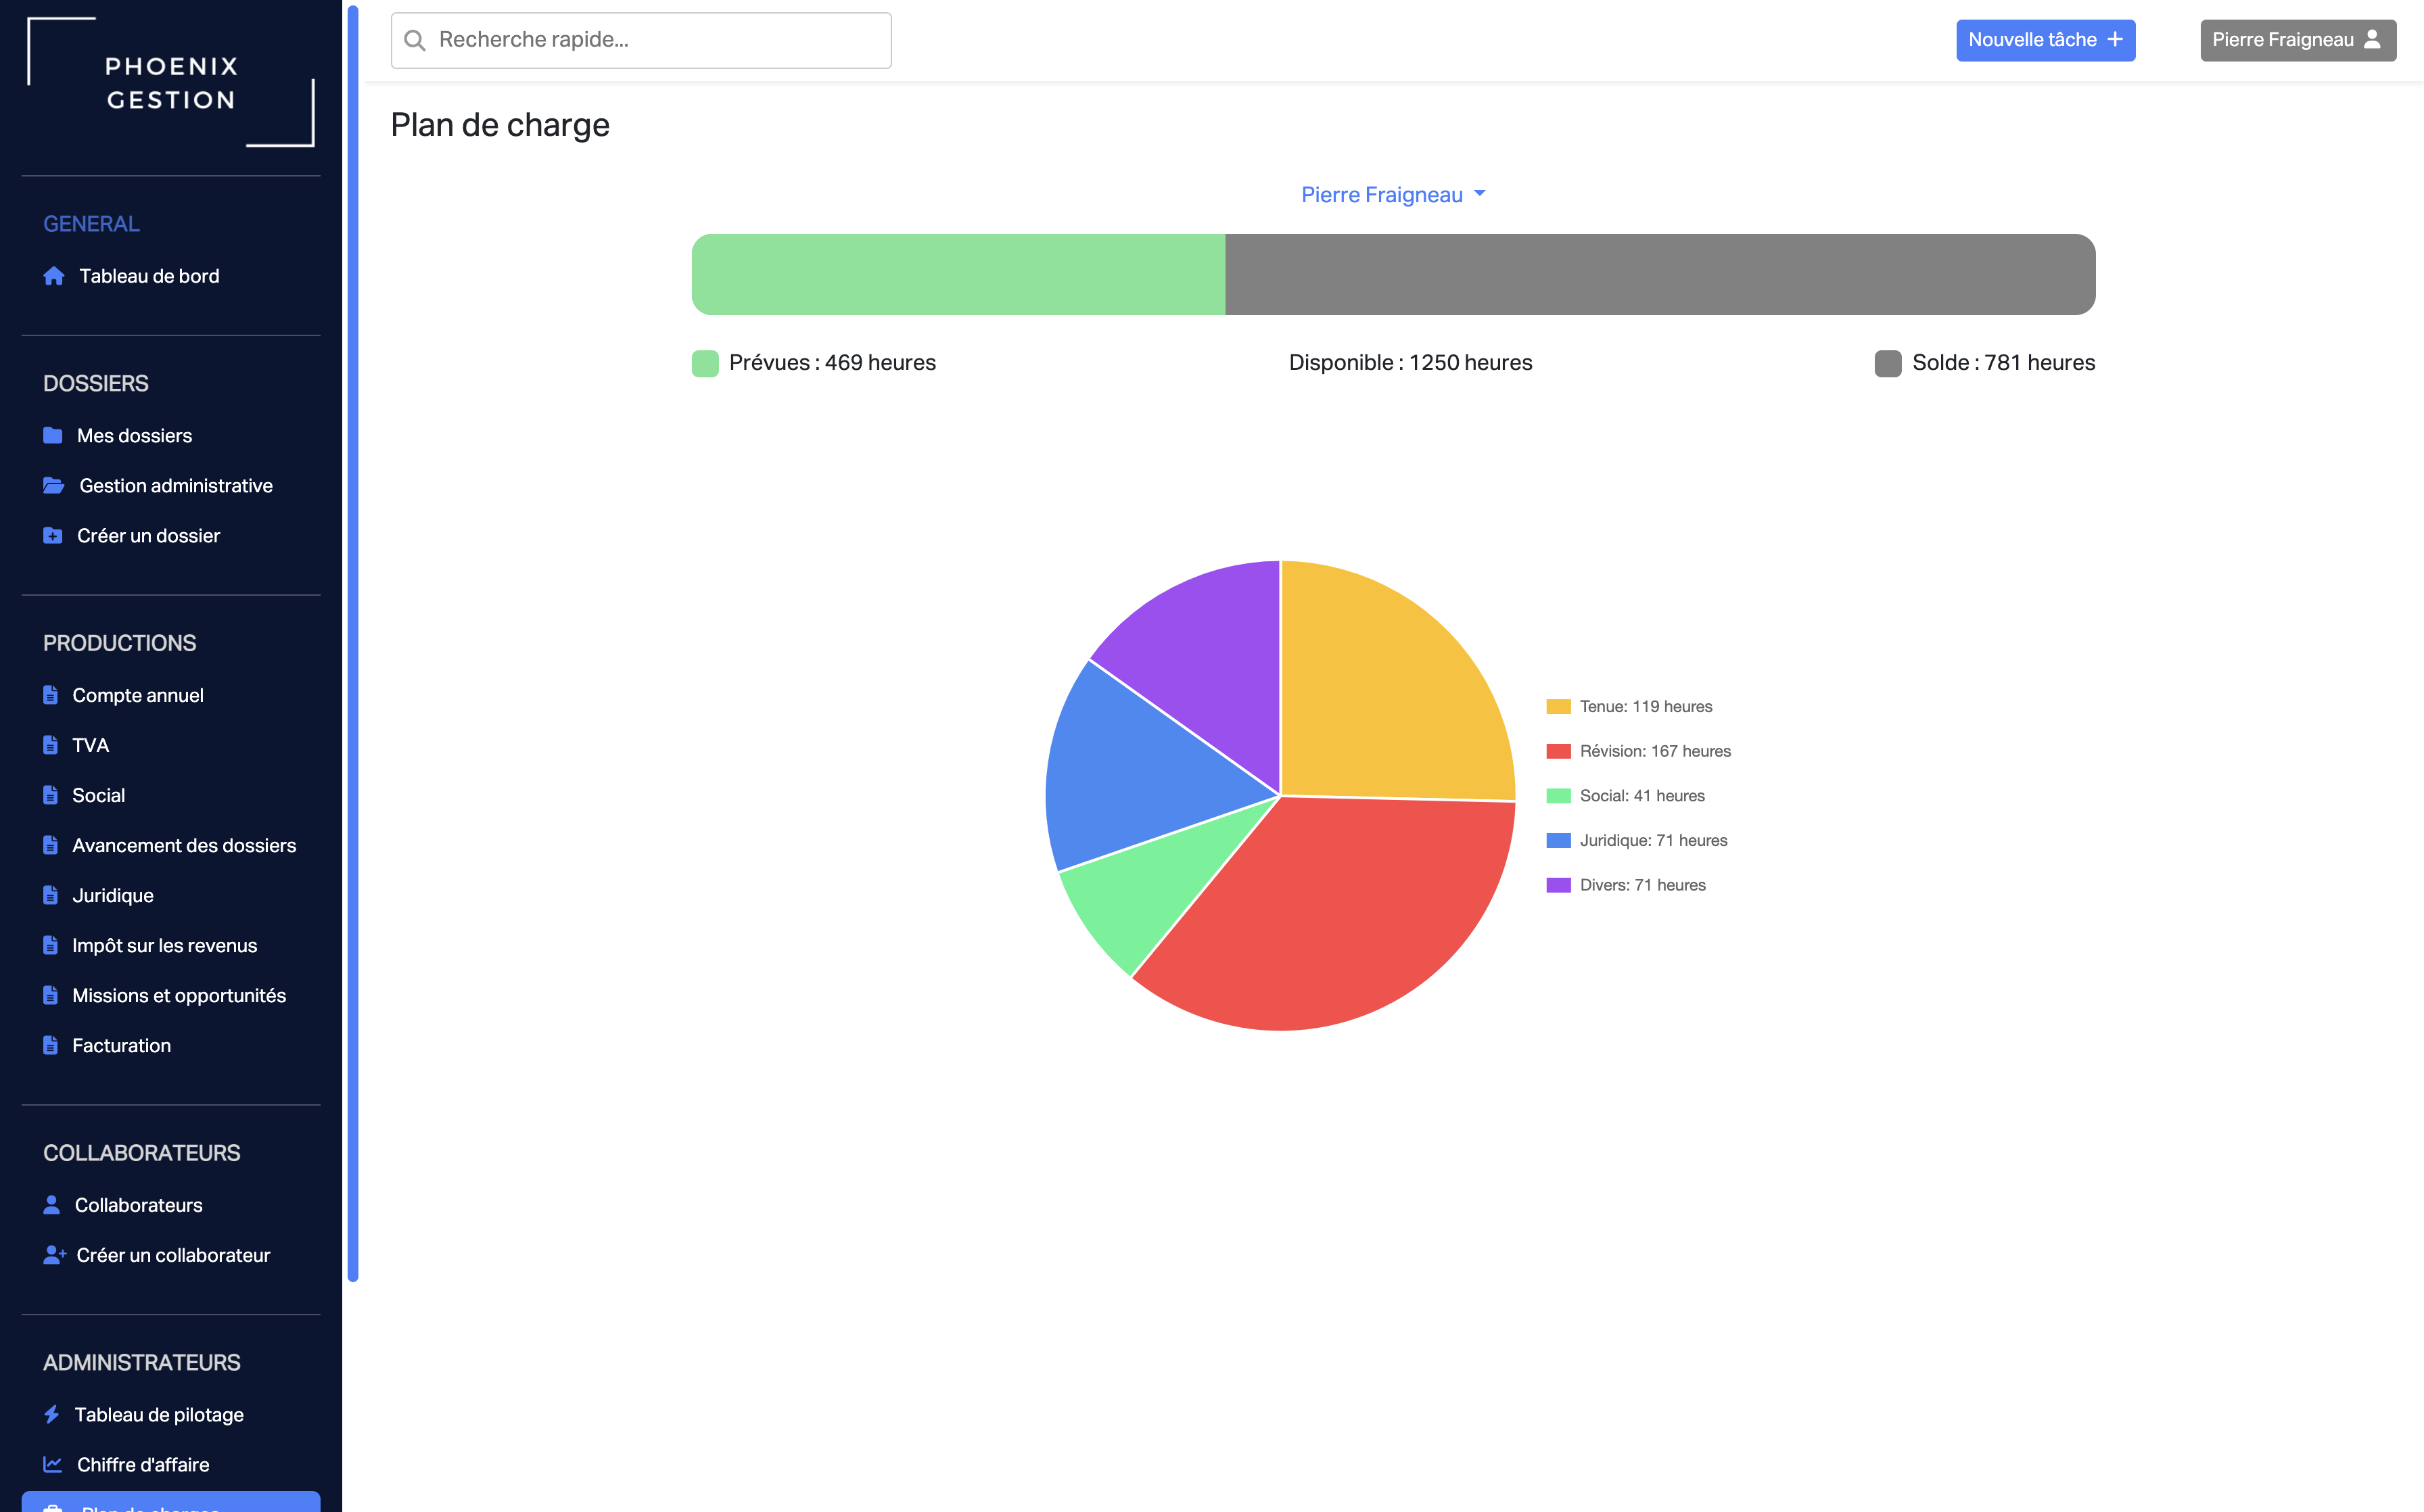 PHOENIX
GESTION
GENERAL
Tableau de bord
DOSSIERS
Mes dossiers
Gestion administrative
Créer un dossier
PRODUCTIONS
Compte annuel
TVA
Social
Avancement des dossiers
Juridique
Impôt sur les revenus
Missions et opportunités
Facturation
COLLABORATEURS
Collaborateurs
Créer un collaborateur
ADMINISTRATEURS
Tableau de pilotage
Chiffre d'affaire
Plan de charges
Recherche rapide...
Nouvelle tâche
Pierre Fraigneau
Plan de charge
Pierre Fraigneau
Prévues : 469 heures
Disponible : 1250 heures
Solde : 781 heures
Tenue: 119 heures
Révision: 167 heures
Social: 41 heures
Juridique: 71 heures
Divers: 71 heures